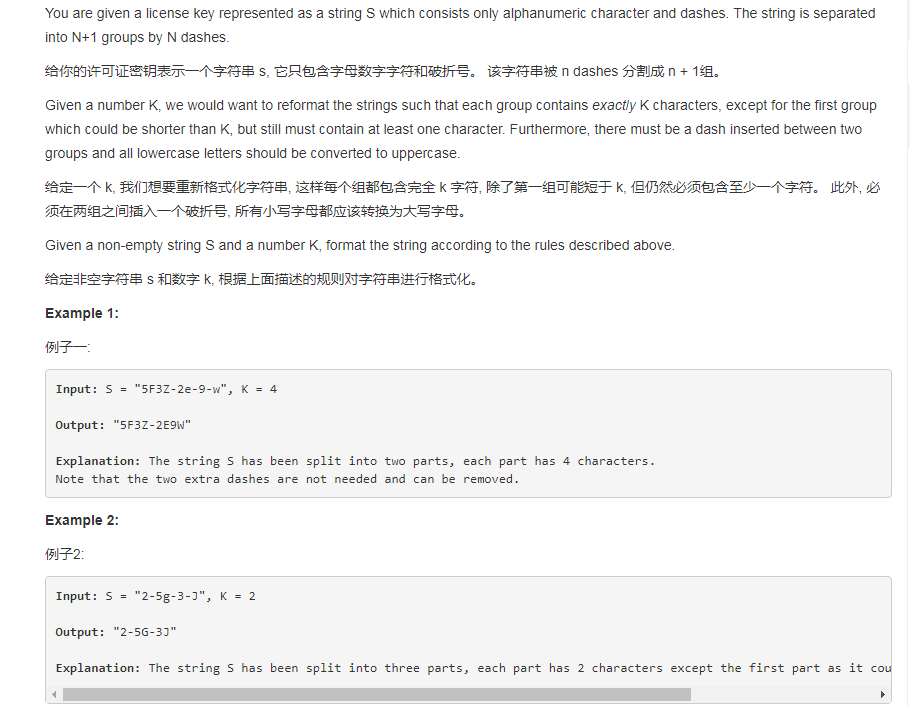 You are given a license key represented as a string S which consists only alphanumeric character and dashes. The string is separated
into N+1 groups by N dashes.
给你的许可证密钥表示一个字符串 s, 它只包含字母数字字符和破折号。 该字符串被 n dashes 分割成 n + 1组。
Given a number K, we would want to reformat the strings such that each group contains exactly K characters, except for the first group
which could be shorter than K, but still must contain at least one character. Furthermore, there must be a dash inserted between two
groups and all lowercase letters should be converted to uppercase.
给定一个 k, 我们想要重新格式化字符串, 这样每个组都包含完全 k 字符, 除了第一组可能短于 k, 但仍然必须包含至少一个字符。 此外, 必
须在两组之间插入一个破折号, 所有小写字母都应该转换为大写字母。
Given a non-empty string S and a number K, format the string according to the rules described above.
给定非空字符串 s 和数字 k, 根据上面描述的规则对字符串进行格式化。
Example 1:
例子一:
Input: S = "5F3Z-2e-9-w", K = 4
Output: "5F3Z-2E9W"
Explanation: The string S has been split into two parts, each part has 4 characters.
Note that the two extra dashes are not needed and can be removed.
Example 2:
例子2:
Input: S = "2-5g-3-J", K = 2
Output: "2-5G-3J"
Explanation: The string S has been split into three parts, each part has 2 characters except the first part as it cou